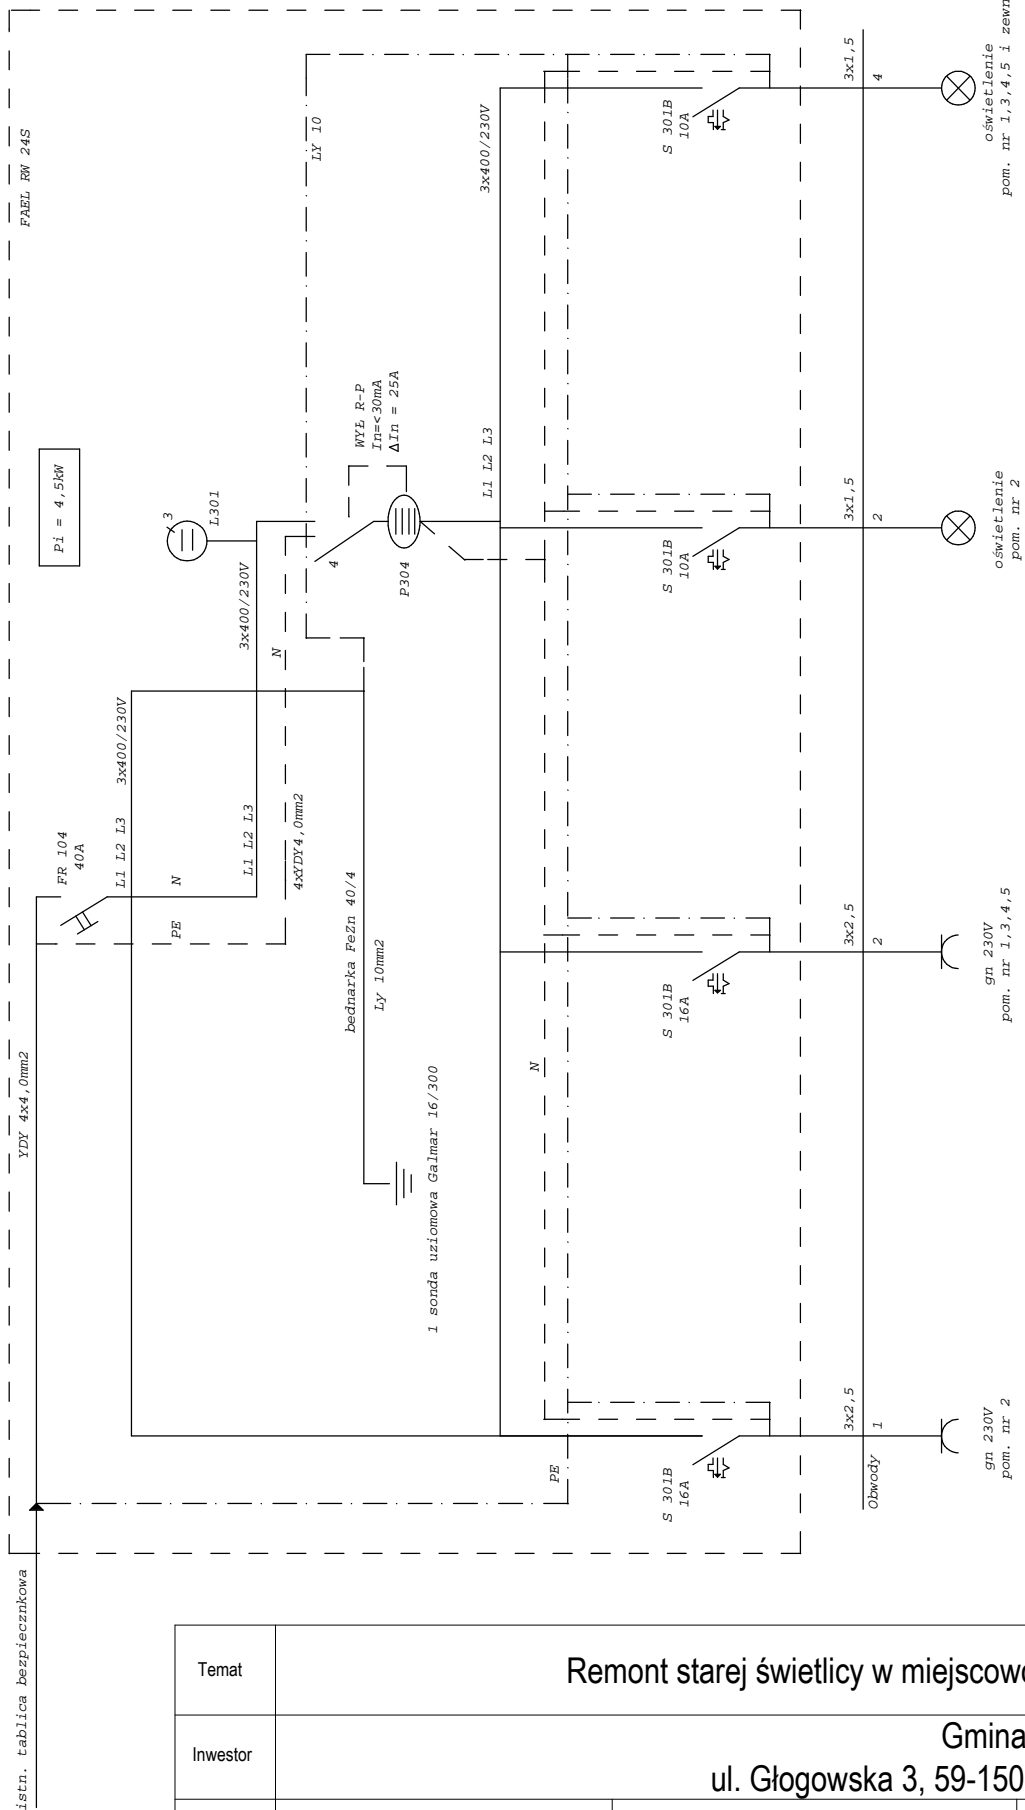 FAEL RW 24S
Pi = 4,5kW
3
L301
3x400/230V
N
LY 10
WYŁ R-P
In=<30mA
ΔIn = 25A
4
P304
L1 L2 L3
3x400/230V
S 301B
10A
3x1,5
4
oświetlenie
pom. nr 1,3,4,5 i zewn
S 301B
10A
3x1,5
2
oświetlenie
pom. nr 2
FR 104
40A
L1 L2 L3
3x400/230V
N
PE
L1 L2 L3
4xYDY4,0mm2
YDY 4x4,0mm2
bednarka FeZn 40/4
Ly 10mm2
1 sonda uziomowa Galmar 16/300
N
S 301B
16A
3x2,5
2
gn 230V
pom. nr 1,3,4,5
PE
S 301B
16A
3x2,5
1
Obwody
gn 230V
pom. nr 2
istn. tablica bezpiecznkowa
Temat
Remont starej świetlicy w miejscowo
Inwestor
Gmina
ul. Głogowska 3, 59-150